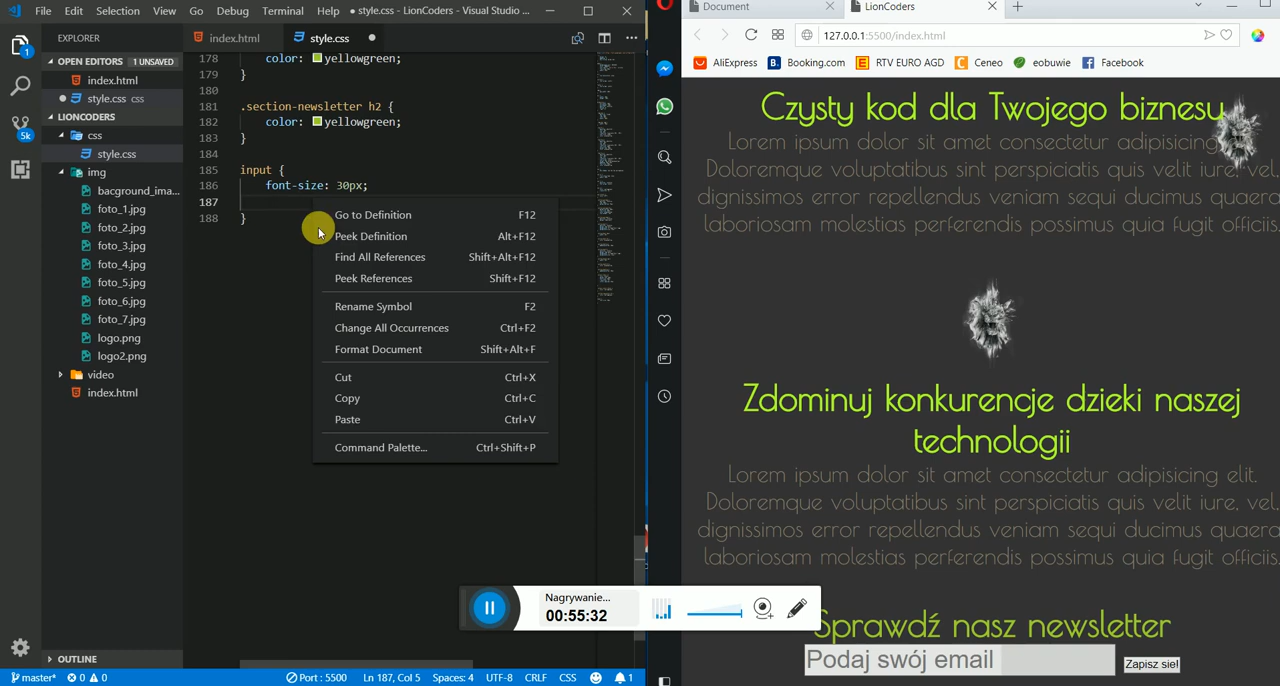 File Edit Selection View Go Debug Terminal Help ● style.css - LionCoders - Visual Studio ...
EXPLORER
OPEN EDITORS 1 UNSAVED
index.html
style.css css
LIONCODERS
css
style.css
img
bacground_ima...
foto_1.jpg
foto_2.jpg
foto_3.jpg
foto_4.jpg
foto_5.jpg
foto_6.jpg
foto_7.jpg
logo.png
logo2.png
video
index.html
OUTLINE
1
5k
index.html
style.css
178 color: yellowgreen;
179 }
180
181 .section-newsletter h2 {
182 color: yellowgreen;
183 }
184
185 input {
186 font-size: 30px;
187
188 }
Go to Definition F12
Peek Definition Alt+F12
Find All References Shift+Alt+F12
Peek References Shift+F12
Rename Symbol F2
Change All Occurrences Ctrl+F2
Format Document Shift+Alt+F
Cut Ctrl+X
Copy Ctrl+C
Paste Ctrl+V
Command Palette... Ctrl+Shift+P
master* 0 0 Port : 5500 Ln 187, Col 5 Spaces: 4 UTF-8 CRLF CSS 1
Nagrywanie...
00:55:32
Document
LionCoders
127.0.0.1:5500/index.html
AliExpress Booking.com RTV EURO AGD Ceneo eobuwie Facebook
Czysty kod dla Twojego biznesu
Lorem ipsum dolor sit amet consectetur adipisicing
Doloremque voluptatibus sint perspiciatis quis velit iure, vel,
dignissimos error repellendus veniam sequi ducimus quaera
laboriosam molestias perferendis possimus quia fugit officiis.
Zdominuj konkurencje dzieki naszej
technologii
Lorem ipsum dolor sit amet consectetur adipisicing elit.
Doloremque voluptatibus sint perspiciatis quis velit iure, vel,
dignissimos error repellendus veniam sequi ducimus quaera
laboriosam molestias perferendis possimus quia fugit officiis.
Sprawdź nasz newsletter
Podaj swój email
Zapisz sie!